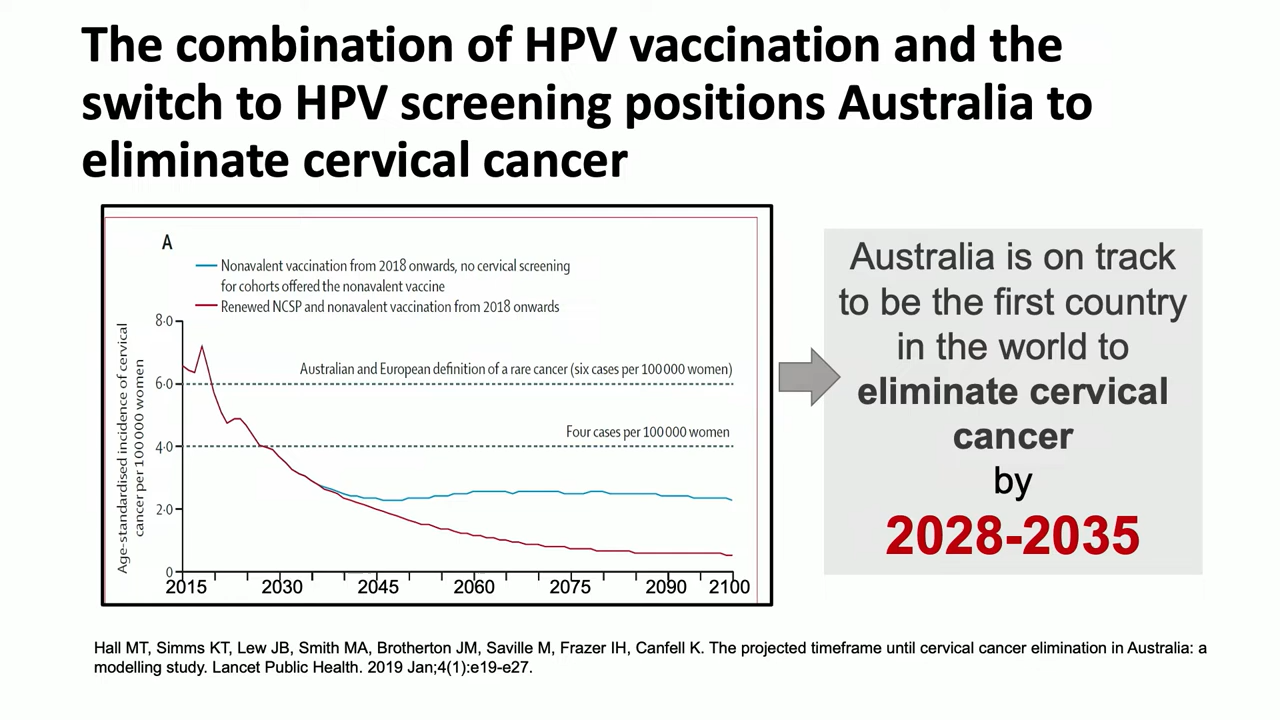 The combination of HPV vaccination and the
switch to HPV screening positions Australia to
eliminate cervical cancer
A
Nonavalent vaccination from 2018 onwards, no cervical screening
for cohorts offered the nonavalent vaccine
Renewed NCSP and nonavalent vaccination from 2018 onwards
Age-standardised incidence of cervical
cancer per 100 000 women
8·0
6·0
4·0
2·0
0
Australian and European definition of a rare cancer (six cases per 100 000 women)
Four cases per 100 000 women
2015 2030 2045 2060 2075 2090 2100
Australia is on track
to be the first country
in the world to
eliminate cervical
cancer
by
2028-2035
Hall MT, Simms KT, Lew JB, Smith MA, Brotherton JM, Saville M, Frazer IH, Canfell K. The projected timeframe until cervical cancer elimination in Australia: a
modelling study. Lancet Public Health. 2019 Jan;4(1):e19-e27.